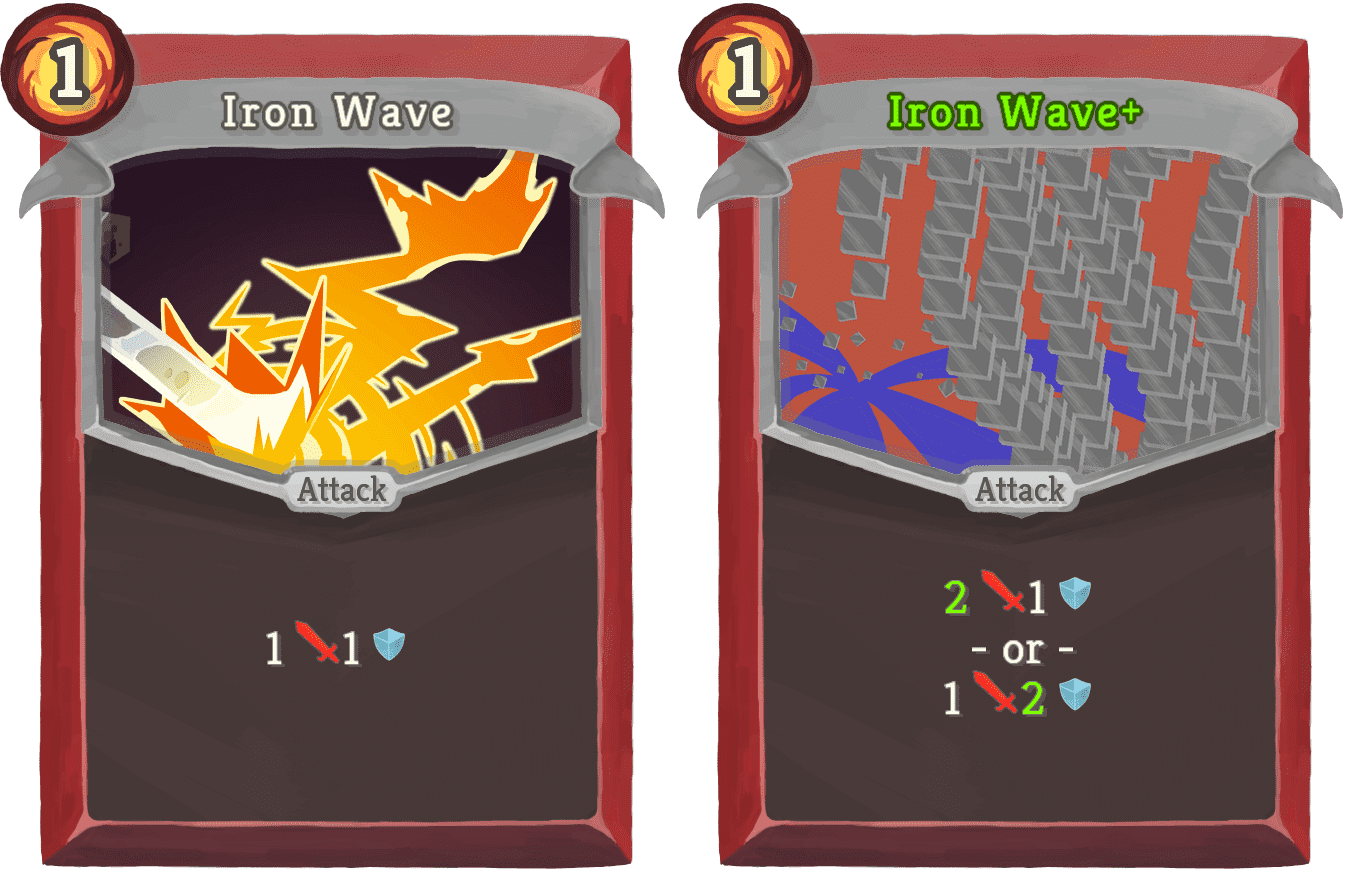 1
Iron Wave
Attack
1 1
1
Iron Wave+
Attack
2 1
- or -
1 2